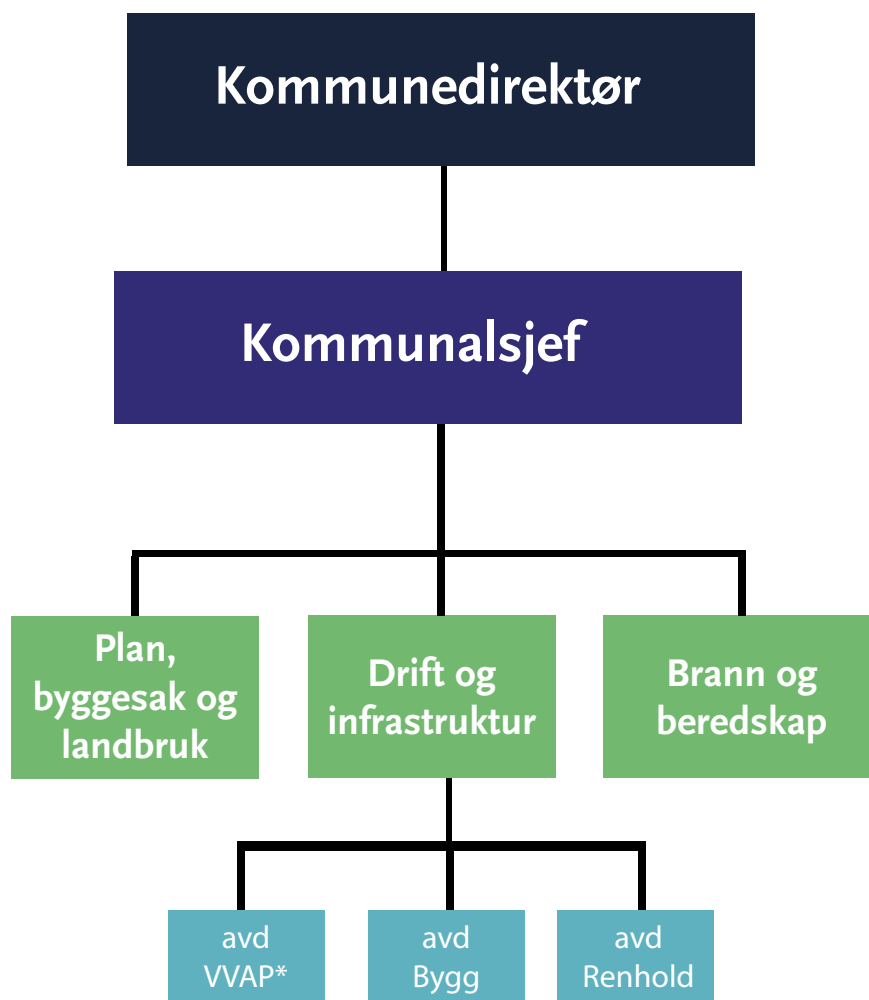 Kommunedirektør
Kommunalsjef
Plan,
byggesak og
landbruk
Drift og
infrastruktur
Brann og
beredskap
avd
VVAP*
avd
Bygg
avd
Renhold